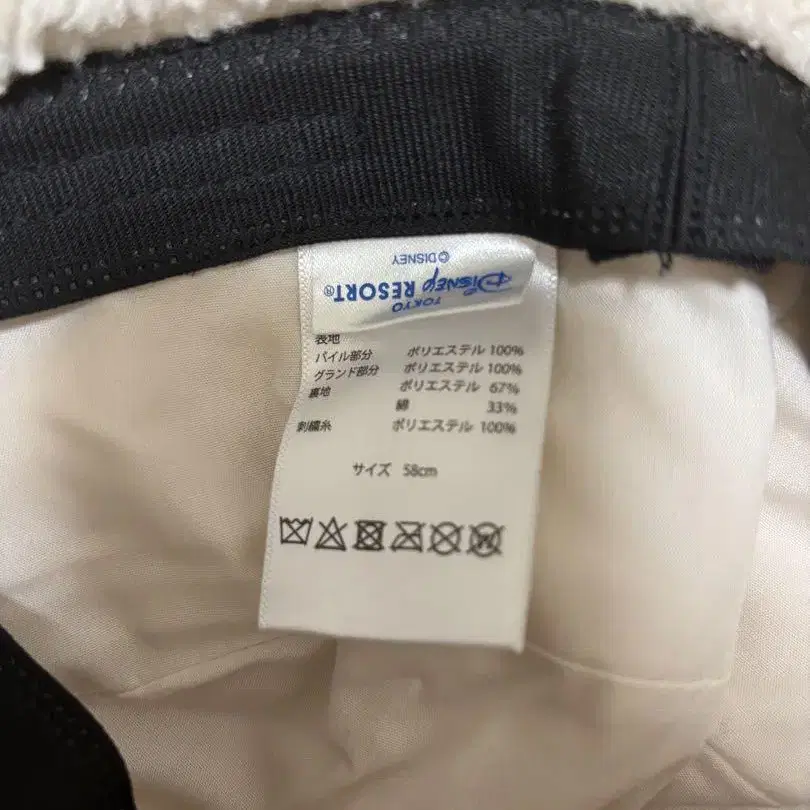 TOKYO
Disney RESORT®
©DISNEY
表地
パイル部分 ポリエステル 100%
グランド部分 ポリエステル 100%
裏地 ポリエステル 67%
綿 33%
刺繍糸 ポリエステル 100%
サイズ 58cm